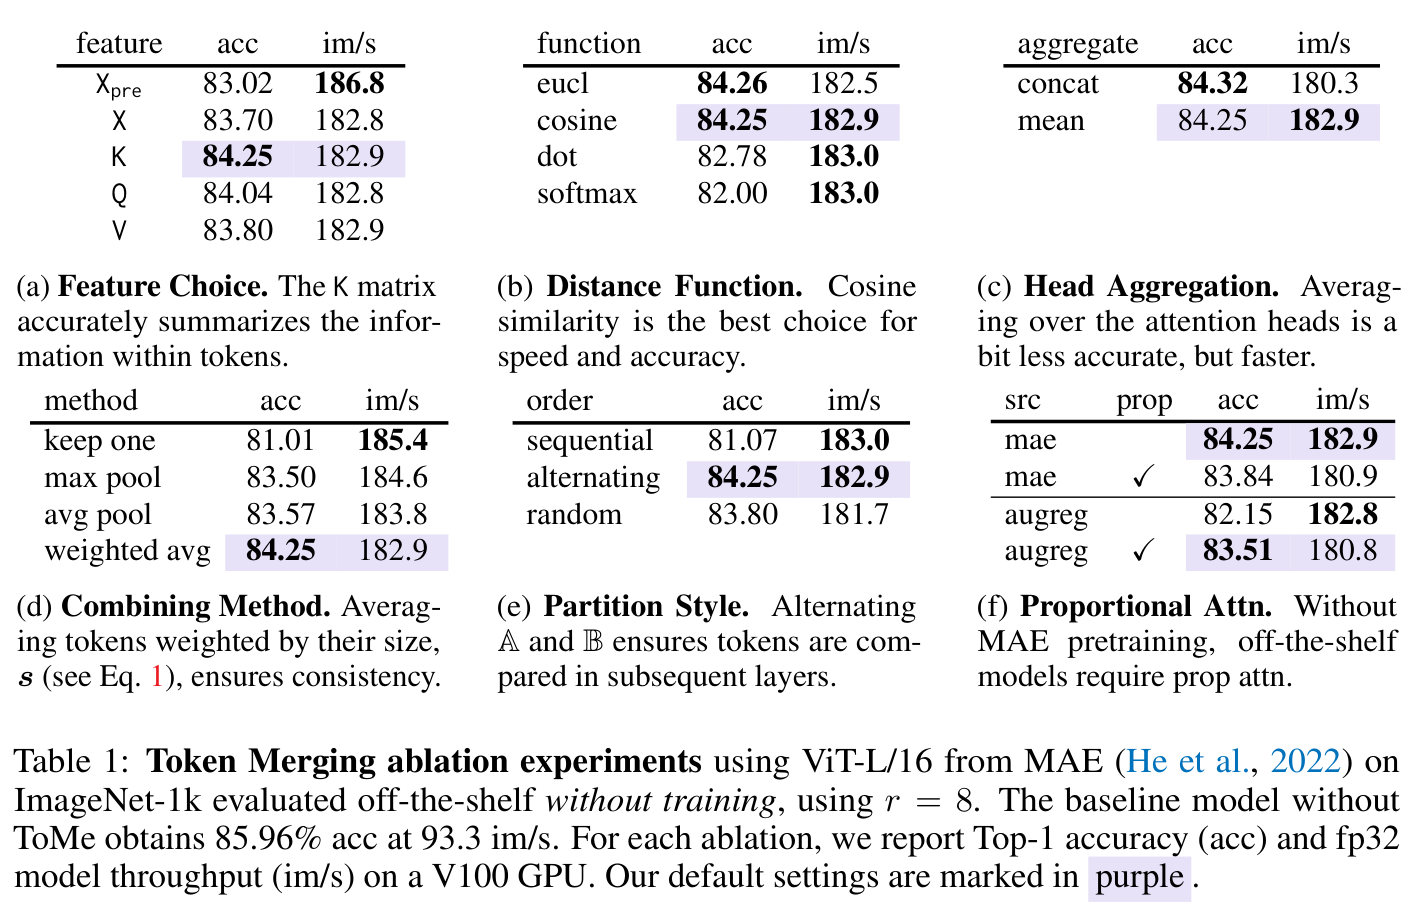 feature acc im/s
Xpre 83.02 186.8
X 83.70 182.8
K 84.25 182.9
Q 84.04 182.8
V 83.80 182.9
(a) Feature Choice. The K matrix
accurately summarizes the infor-
mation within tokens.
function acc im/s
eucl 84.26 182.5
cosine 84.25 182.9
dot 82.78 183.0
softmax 82.00 183.0
(b) Distance Function. Cosine
similarity is the best choice for
speed and accuracy.
aggregate acc im/s
concat 84.32 180.3
mean 84.25 182.9
(c) Head Aggregation. Averag-
ing over the attention heads is a
bit less accurate, but faster.
method acc im/s
keep one 81.01 185.4
max pool 83.50 184.6
avg pool 83.57 183.8
weighted avg 84.25 182.9
(d) Combining Method. Averag-
ing tokens weighted by their size,
s (see Eq. 1), ensures consistency.
order acc im/s
sequential 81.07 183.0
alternating 84.25 182.9
random 83.80 181.7
(e) Partition Style. Alternating
𝔸 and 𝔹 ensures tokens are com-
pared in subsequent layers.
src prop acc im/s
mae 84.25 182.9
mae ✓ 83.84 180.9
augreg 82.15 182.8
augreg ✓ 83.51 180.8
(f) Proportional Attn. Without
MAE pretraining, off-the-shelf
models require prop attn.
Table 1: Token Merging ablation experiments using ViT-L/16 from MAE (He et al., 2022) on
ImageNet-1k evaluated off-the-shelf without training, using r = 8. The baseline model without
ToMe obtains 85.96% acc at 93.3 im/s. For each ablation, we report Top-1 accuracy (acc) and fp32
model throughput (im/s) on a V100 GPU. Our default settings are marked in purple.